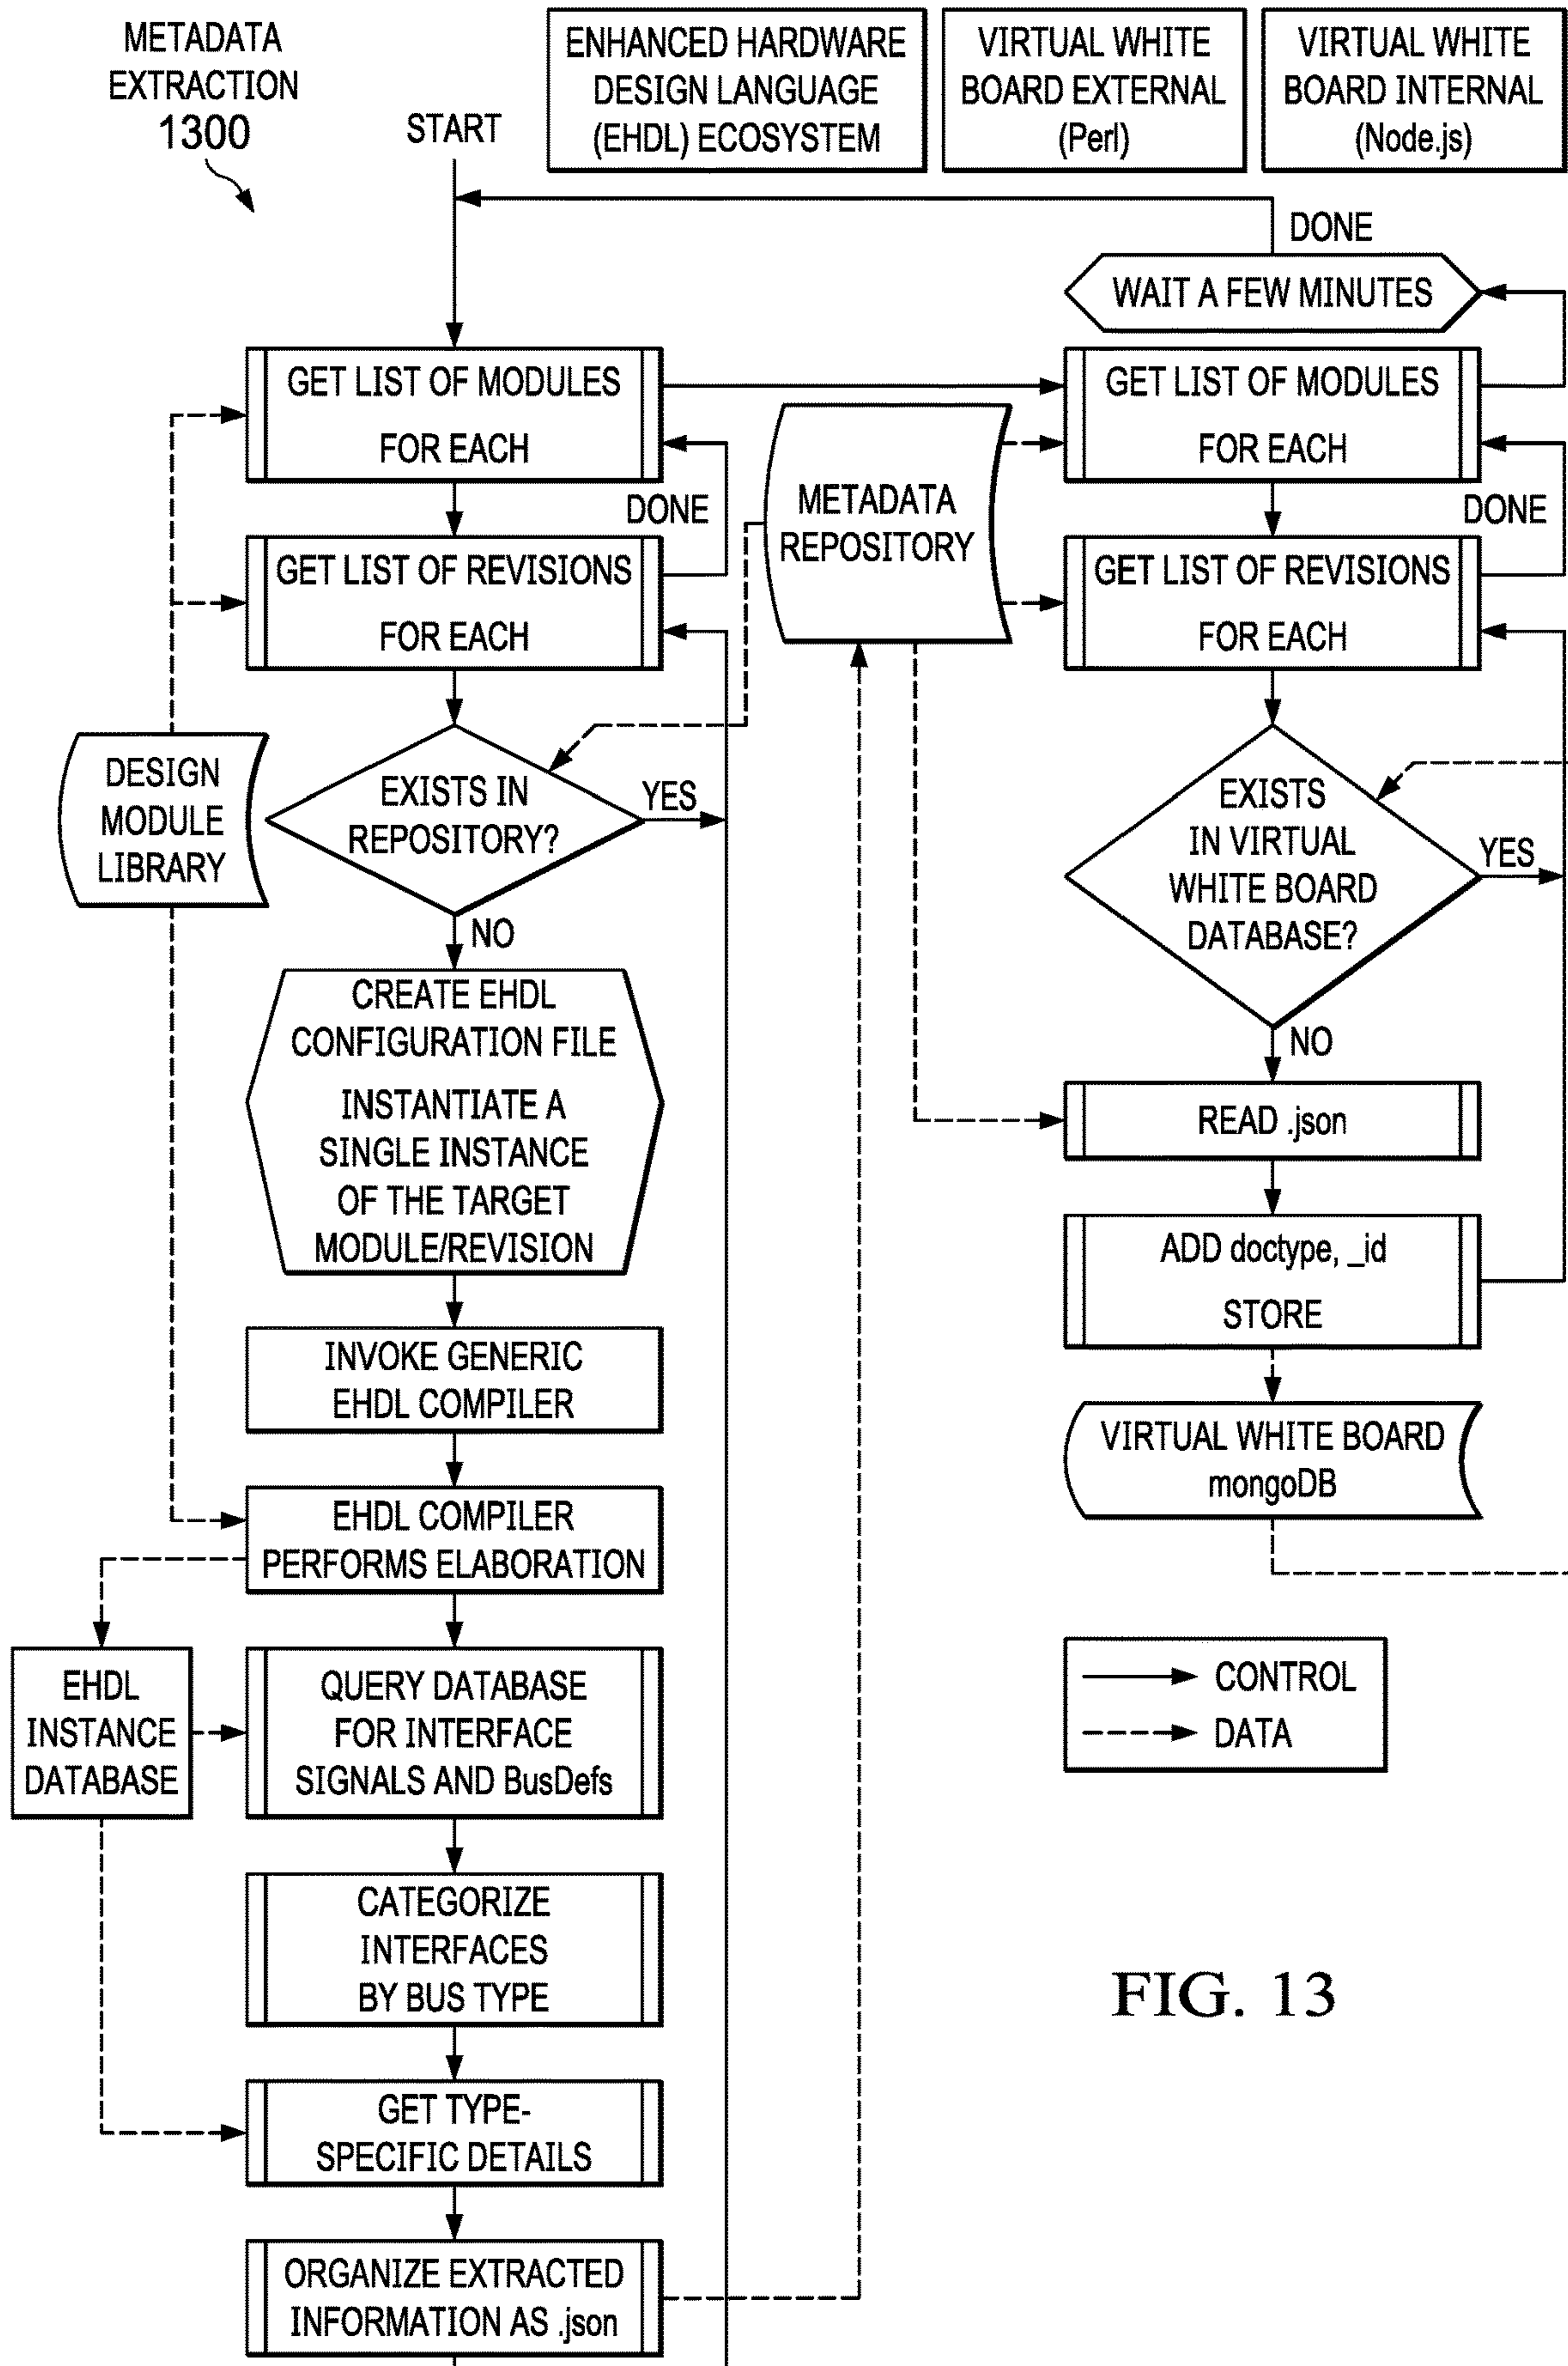 METADATA
EXTRACTION
1300
START
ENHANCED HARDWARE
DESIGN LANGUAGE
(EHDL) ECOSYSTEM
VIRTUAL WHITE
BOARD EXTERNAL
(Perl)
VIRTUAL WHITE
BOARD INTERNAL
(Node.js)
DONE
WAIT A FEW MINUTES
GET LIST OF MODULES
FOR EACH
DONE
GET LIST OF REVISIONS
FOR EACH
DESIGN
MODULE
LIBRARY
EXISTS IN
REPOSITORY?
YES
NO
CREATE EHDL
CONFIGURATION FILE
INSTANTIATE A
SINGLE INSTANCE
OF THE TARGET
MODULE/REVISION
INVOKE GENERIC
EHDL COMPILER
EHDL COMPILER
PERFORMS ELABORATION
EHDL
INSTANCE
DATABASE
QUERY DATABASE
FOR INTERFACE
SIGNALS AND BusDefs
CATEGORIZE
INTERFACES
BY BUS TYPE
GET TYPE-
SPECIFIC DETAILS
ORGANIZE EXTRACTED
INFORMATION AS .json
METADATA
REPOSITORY
GET LIST OF MODULES
FOR EACH
DONE
GET LIST OF REVISIONS
FOR EACH
EXISTS
IN VIRTUAL
WHITE BOARD
DATABASE?
YES
NO
READ .json
ADD doctype, _id
STORE
VIRTUAL WHITE BOARD
mongoDB
CONTROL
DATA
FIG. 13